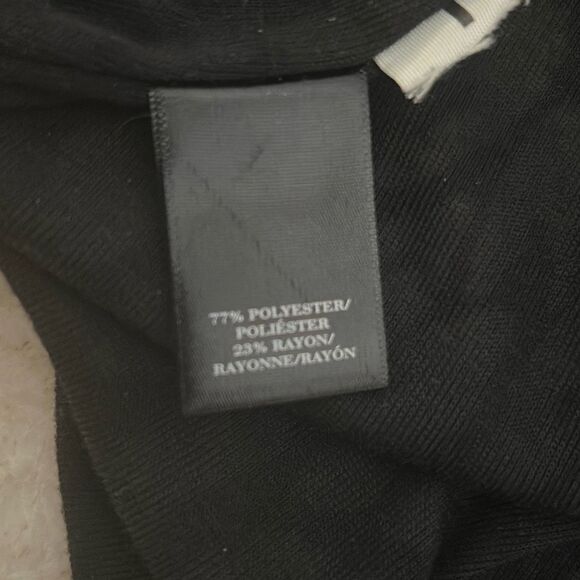 77% POLYESTER/
POLIÉSTER
23% RAYON/
RAYONNE/RAYÓN